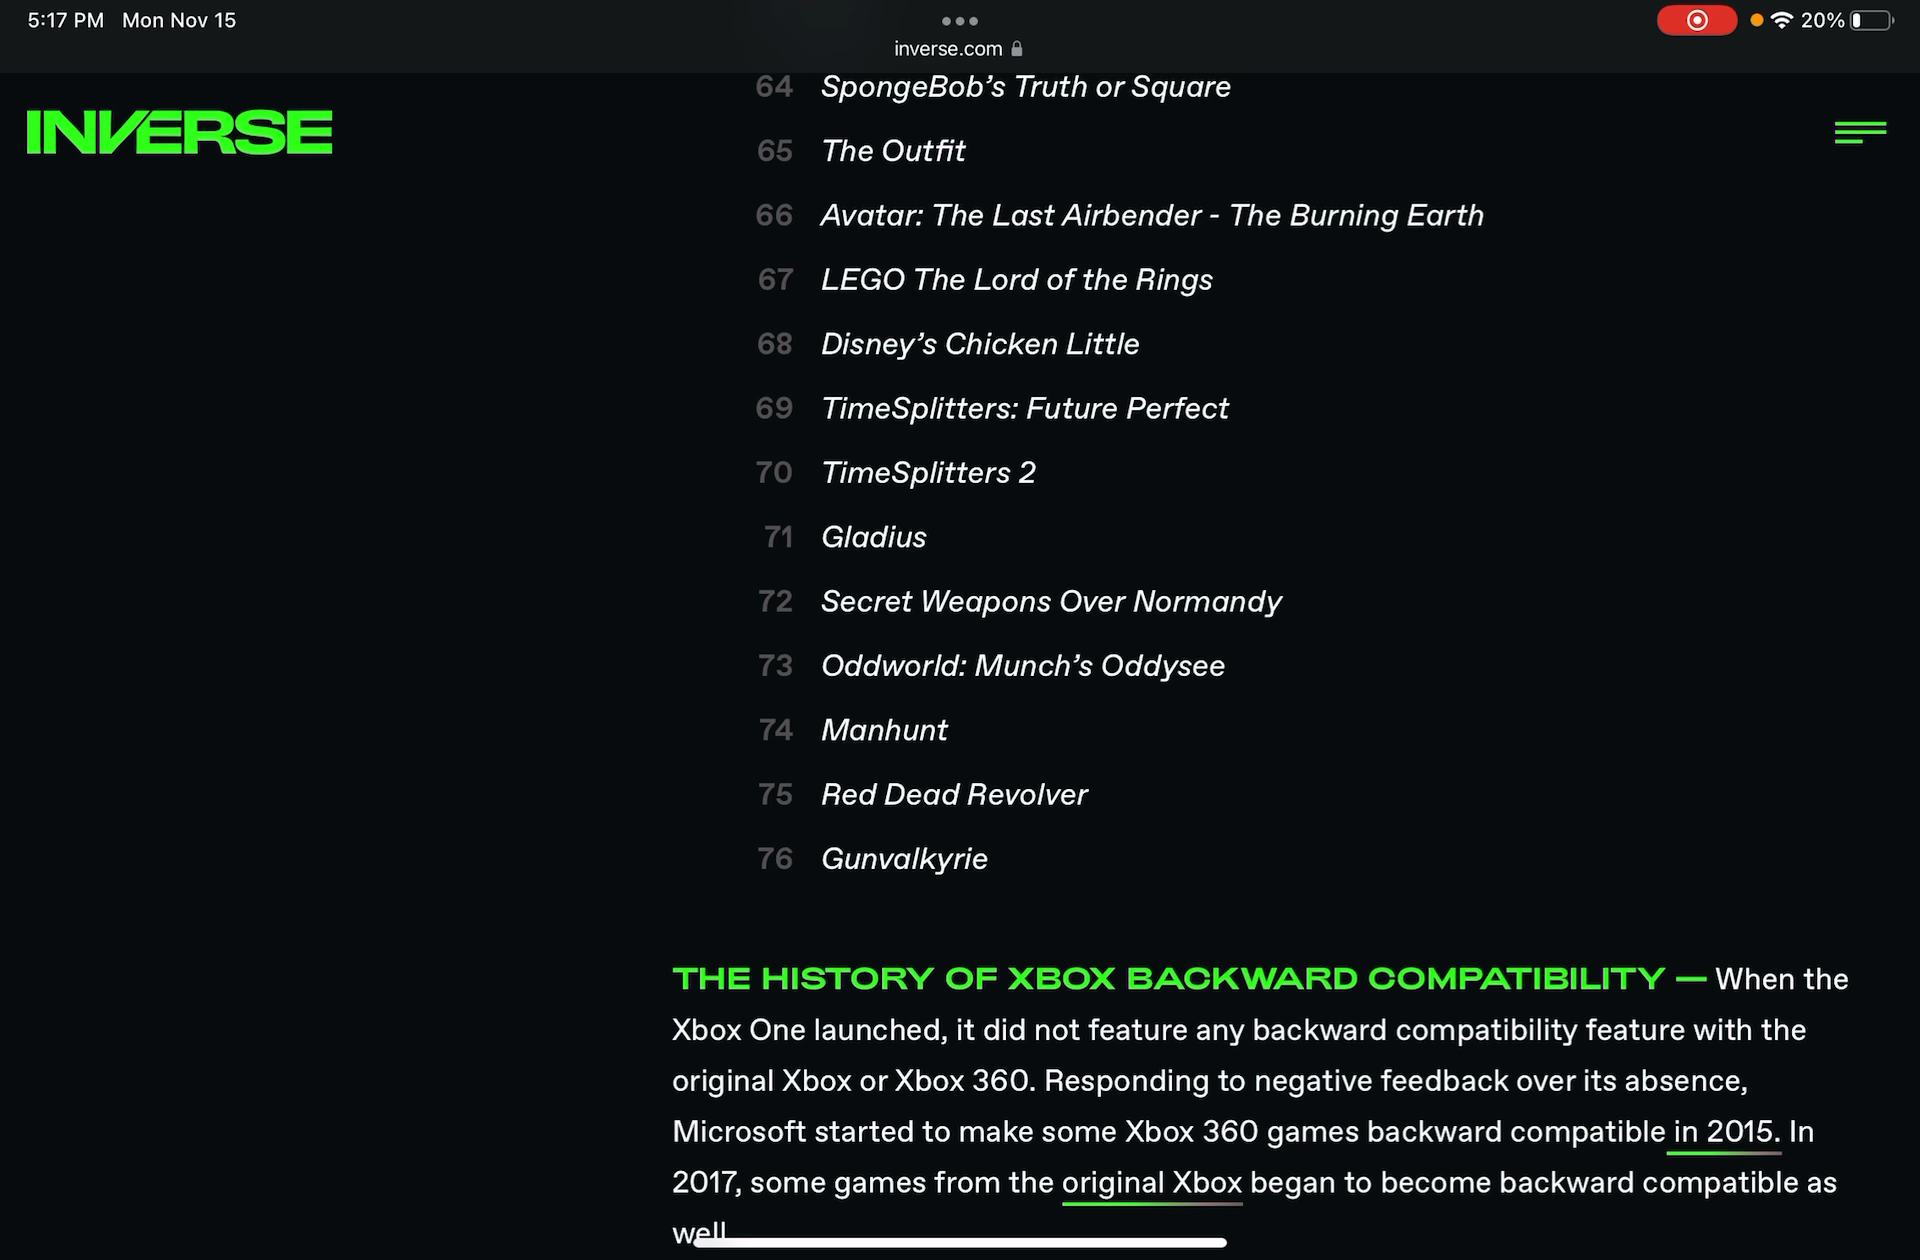 5:17 PM Mon Nov 15
20%
inverse.com
INVERSE
64 SpongeBob’s Truth or Square
65 The Outfit
66 Avatar: The Last Airbender - The Burning Earth
67 LEGO The Lord of the Rings
68 Disney’s Chicken Little
69 TimeSplitters: Future Perfect
70 TimeSplitters 2
71 Gladius
72 Secret Weapons Over Normandy
73 Oddworld: Munch’s Oddysee
74 Manhunt
75 Red Dead Revolver
76 Gunvalkyrie
THE HISTORY OF XBOX BACKWARD COMPATIBILITY — When the
Xbox One launched, it did not feature any backward compatibility feature with the
original Xbox or Xbox 360. Responding to negative feedback over its absence,
Microsoft started to make some Xbox 360 games backward compatible in 2015. In
2017, some games from the original Xbox began to become backward compatible as
well